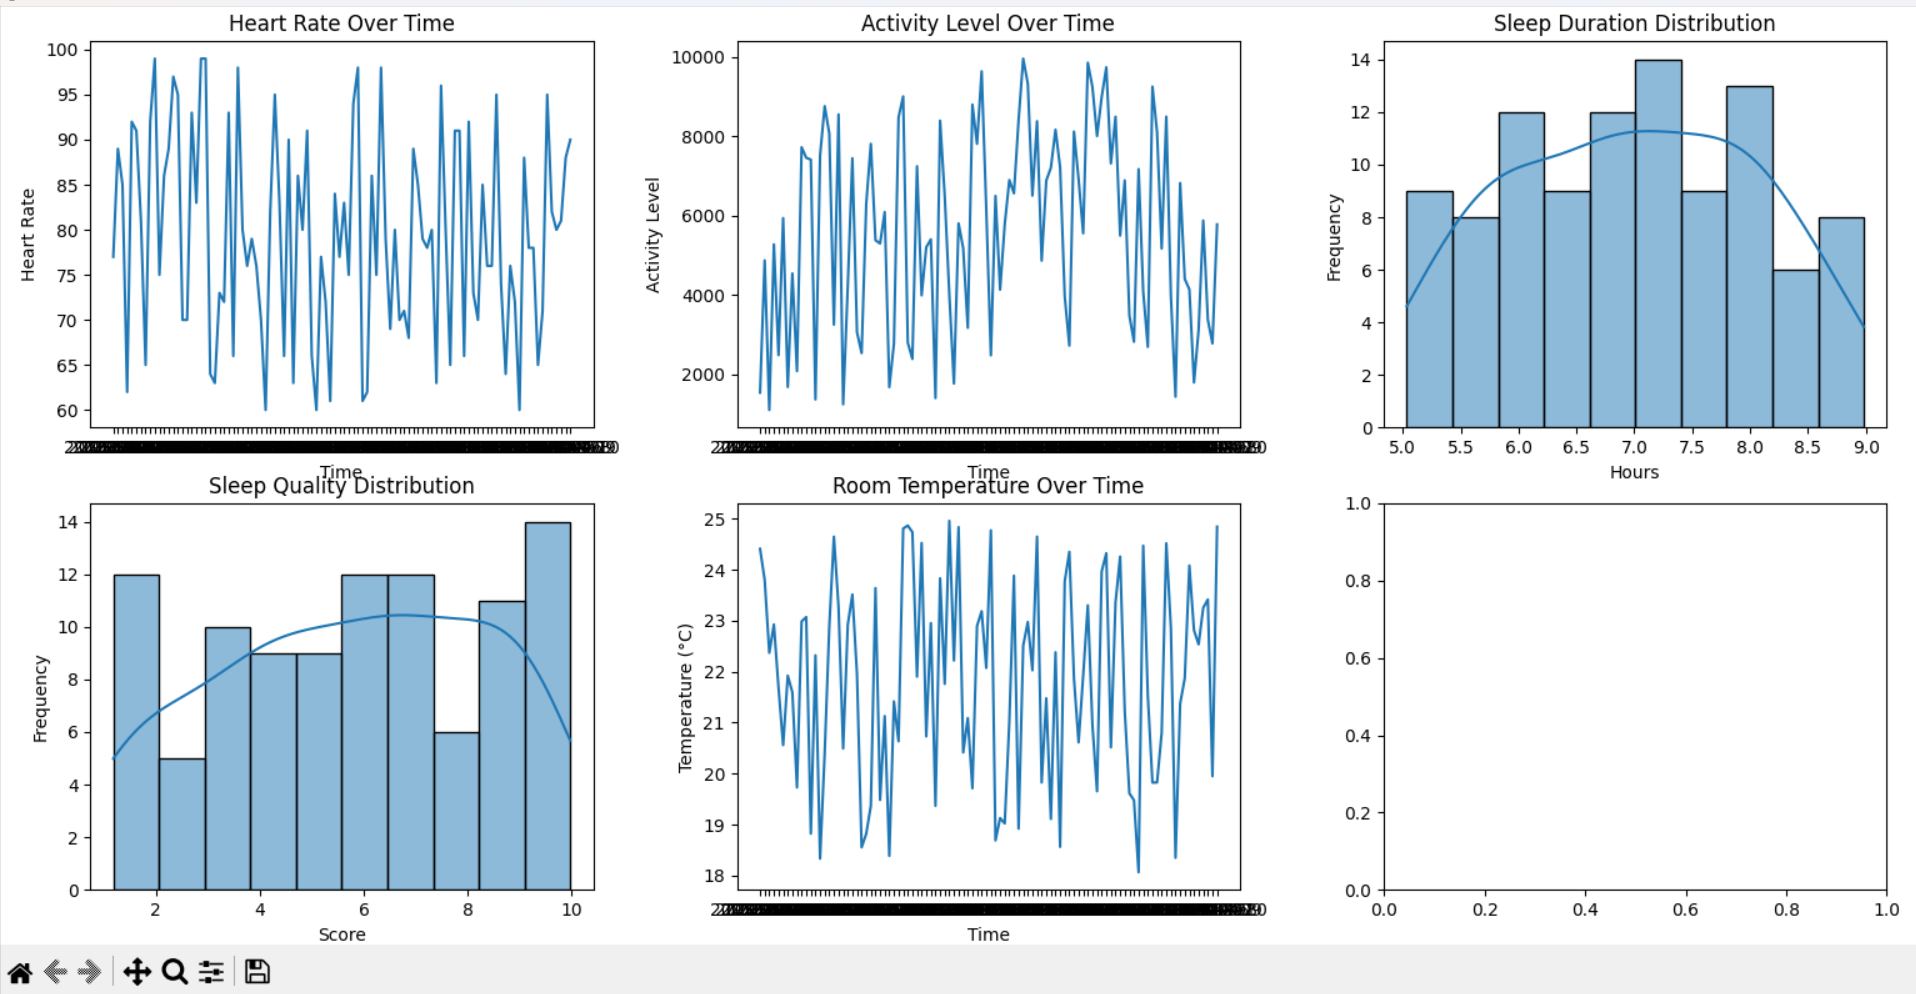 Heart Rate Over Time
Heart Rate
100
95
90
85
80
75
70
65
60
Time
Activity Level Over Time
Activity Level
10000
8000
6000
4000
2000
Time
Sleep Duration Distribution
Frequency
14
12
10
8
6
4
2
0
5.0 5.5 6.0 6.5 7.0 7.5 8.0 8.5 9.0
Hours
Sleep Quality Distribution
Frequency
14
12
10
8
6
4
2
0
2 4 6 8 10
Score
Room Temperature Over Time
Temperature (°C)
25
24
23
22
21
20
19
18
Time
1.0
0.8
0.6
0.4
0.2
0.0
0.0 0.2 0.4 0.6 0.8 1.0